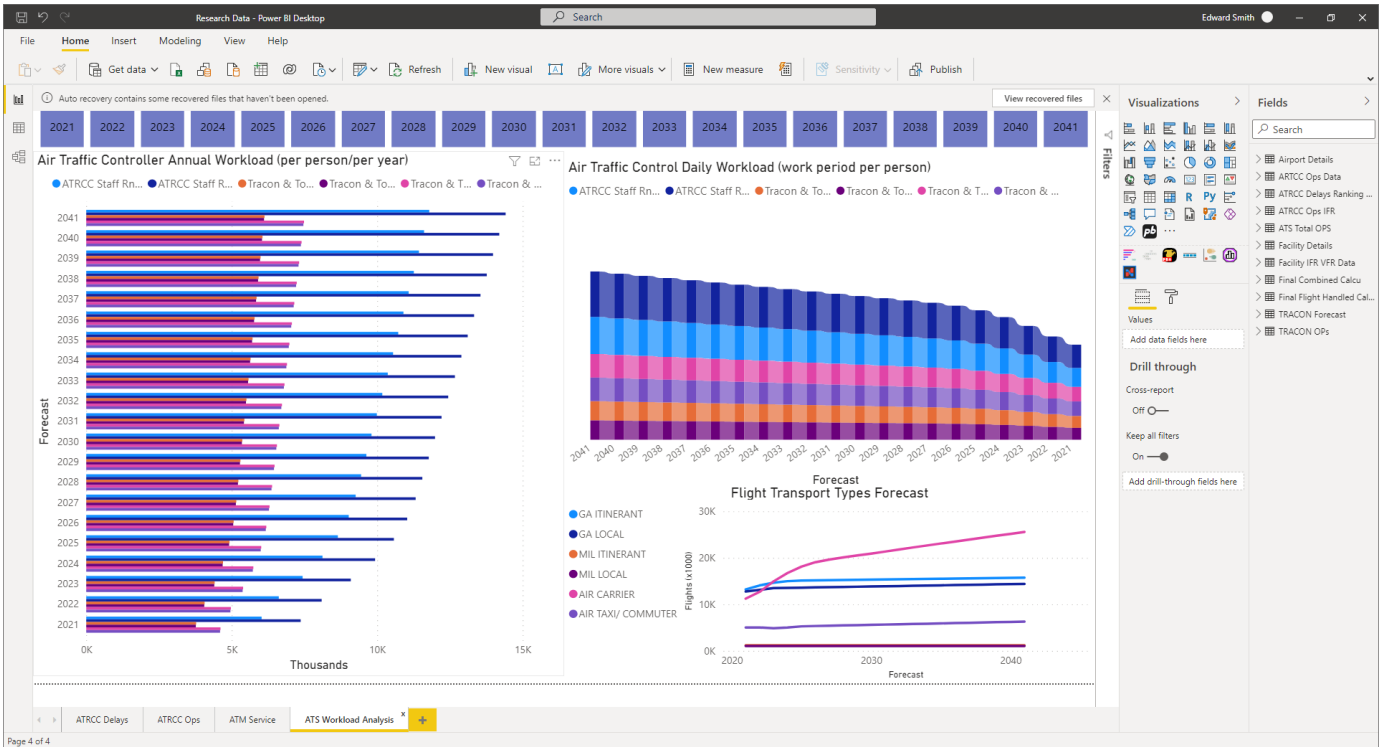 Research Data - Power BI Desktop
Search
Edward Smith
File Home Insert Modeling View Help
Get data Refresh New visual More visuals New measure Sensitivity Publish
Auto recovery contains some recovered files that haven't been opened.
View recovered files
2021 2022 2023 2024 2025 2026 2027 2028 2029 2030 2031 2032 2033 2034 2035 2036 2037 2038 2039 2040 2041
Air Traffic Controller Annual Workload (per person/per year)
ATRCC Staff Rn... ATRCC Staff R... Tracon & To... Tracon & To... Tracon & T... Tracon & ...
Forecast
2041
2040
2039
2038
2037
2036
2035
2034
2033
2032
2031
2030
2029
2028
2027
2026
2025
2024
2023
2022
2021
0K 5K 10K 15K
Thousands
Air Traffic Control Daily Workload (work period per person)
ATRCC Staff Rn... ATRCC Staff R... Tracon & To... Tracon & To... Tracon & T... Tracon & ...
2041 2040 2039 2038 2037 2036 2035 2034 2033 2032 2031 2030 2029 2028 2027 2026 2025 2024 2023 2022 2021
Forecast
Flight Transport Types Forecast
GA ITINERANT
GA LOCAL
MIL ITINERANT
MIL LOCAL
AIR CARRIER
AIR TAXI/ COMMUTER
Flights (x1000)
30K
20K
10K
0K
2020 2030 2040
Forecast
Filters
Visualizations
R Py
pb
...
Values
Add data fields here
Drill through
Cross-report
Off
Keep all filters
On
Add drill-through fields here
Fields
Search
Airport Details
ARTCC Ops Data
ATRCC Delays Ranking ...
ATRCC Ops IFR
ATS Total OPS
Facility Details
Facility IFR VFR Data
Final Combined Calcu
Final Flight Handled Cal...
TRACON Forecast
TRACON OPs
ATRCC Delays ATRCC Ops ATM Service ATS Workload Analysis x +
Page 4 of 4